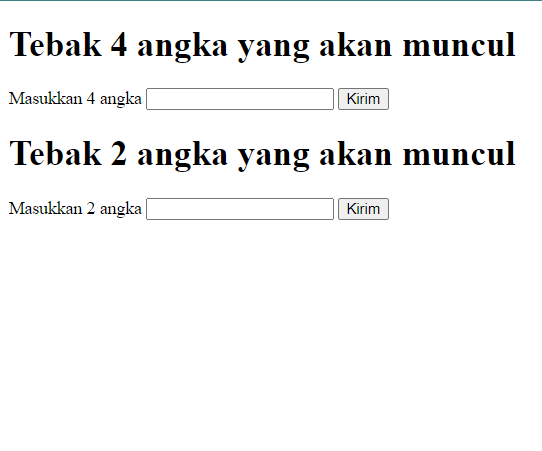 Tebak 4 angka yang akan muncul
Masukkan 4 angka Kirim
Tebak 2 angka yang akan muncul
Masukkan 2 angka Kirim